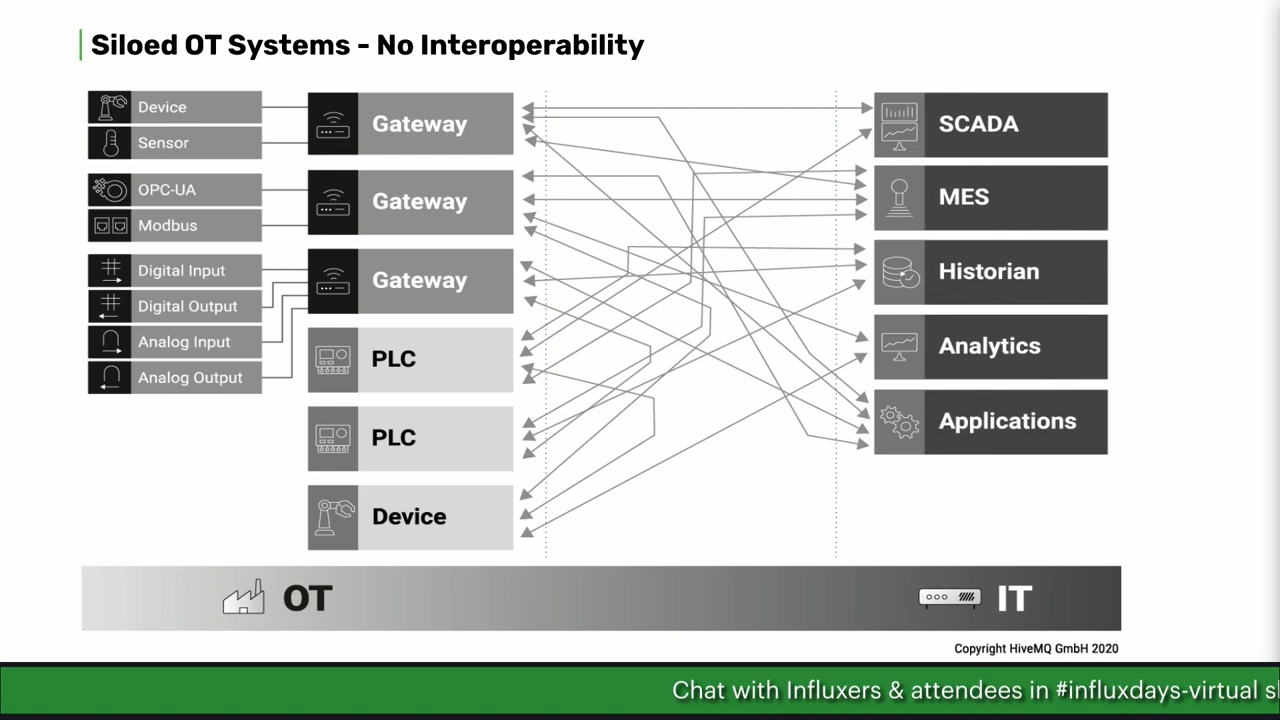 Siloed OT Systems - No Interoperability
Device
Sensor
OPC-UA
Modbus
Digital Input
Digital Output
Analog Input
Analog Output
Gateway
Gateway
Gateway
PLC
PLC
Device
SCADA
MES
Historian
Analytics
Applications
OT
IT
Copyright HiveMQ GmbH 2020
Chat with Influxers & attendees in #influxdays-virtual